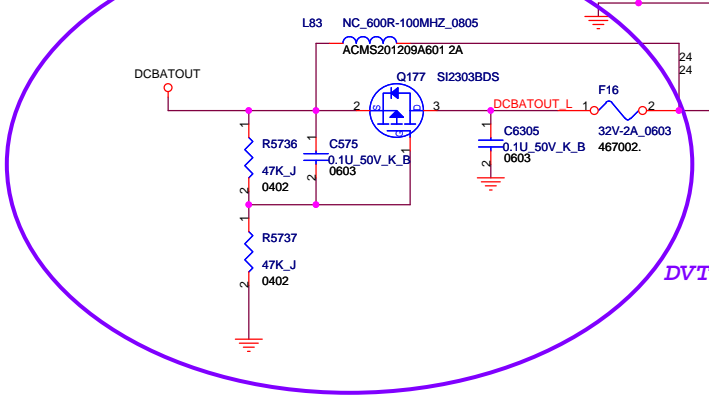 L83 NC_600R-100MHZ_0805
ACMS201209A601 2A
DCBATOUT
Q177 SI2303BDS
24
24
2 S D 3
G
1
DCBATOUT_L
F16
1 2
32V-2A_0603
467002.
1
R5736
47K_J
0402
2
1
C575
0.1U_50V_K_B
0603
2
1
C6305
0.1U_50V_K_B
0603
2
1
R5737
47K_J
0402
2
DVT